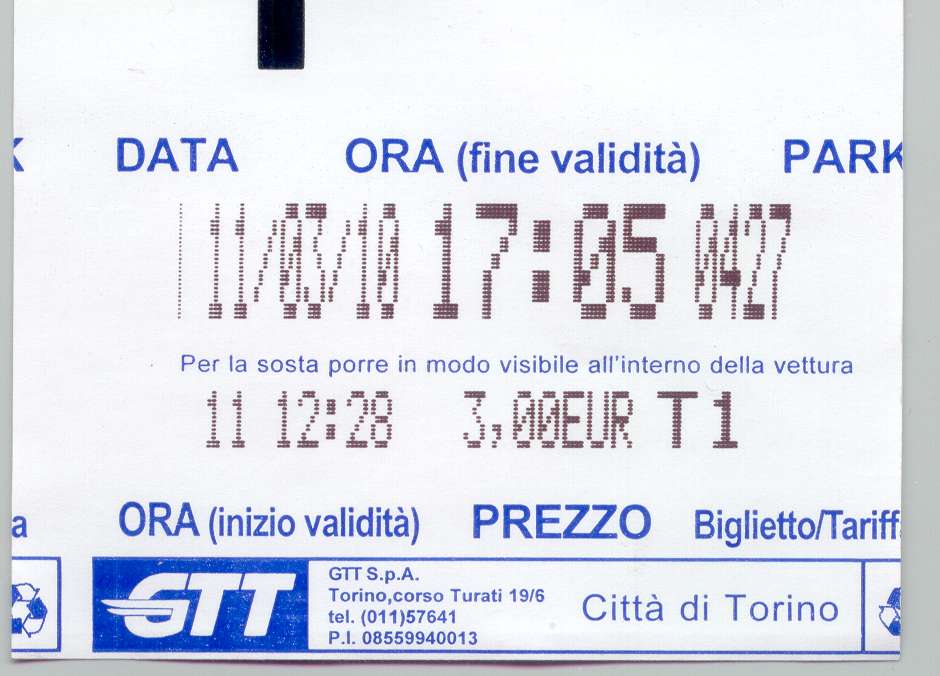 K DATA ORA (fine validità) PARK
11/03/10 17:05 0427
Per la sosta porre in modo visibile all'interno della vettura
11 12:28 3,00EUR T1
a ORA (inizio validità) PREZZO Biglietto/Tariff
GTT
GTT S.p.A.
Torino,corso Turati 19/6
tel. (011)57641
P.I. 08559940013
Città di Torino